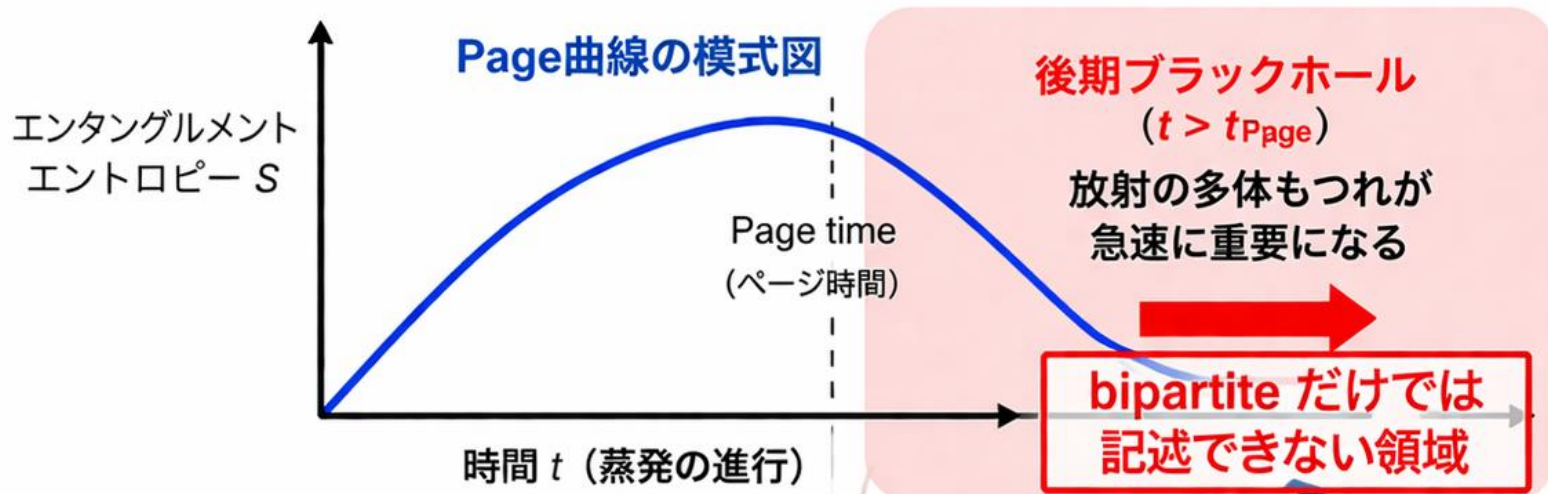 Page曲線の模式図
エンタングルメント
エントロピー S
Page time
(ページ時間)
時間 t (蒸発の進行)
後期ブラックホール
(t > tPpage)
放射の多体もつれが
急速に重要になる
bipartite だけでは
記述できない領域